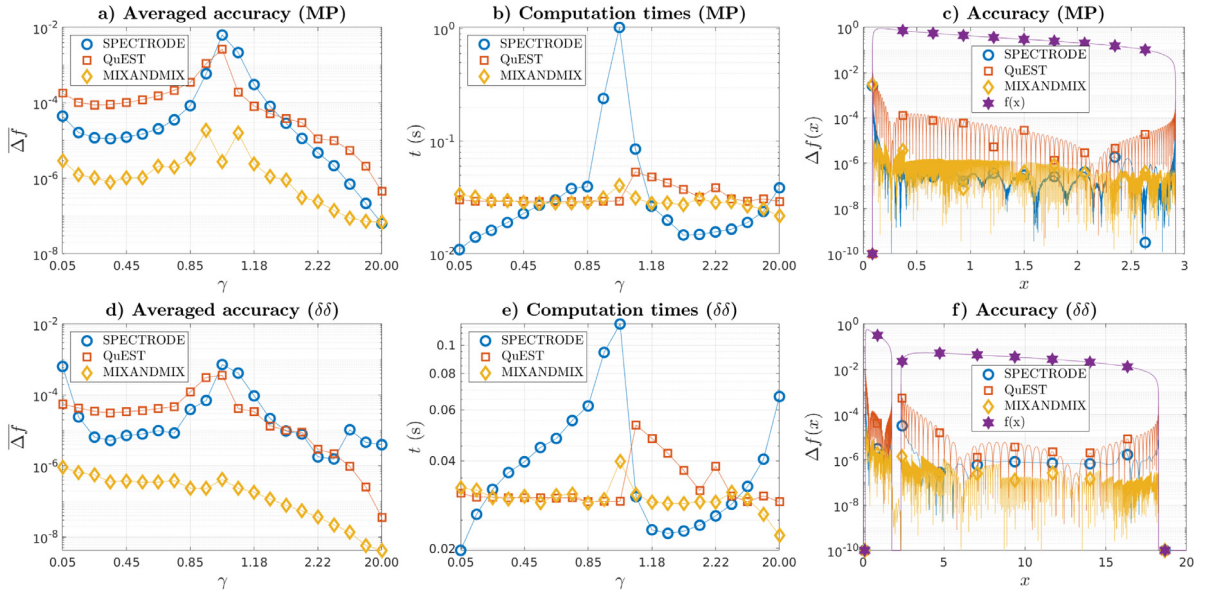 a) Averaged accuracy (MP)
10⁻²
10⁻⁴
10⁻⁶
10⁻⁸
Δf
SPECTRODE
QuEST
MIXANDMIX
0.05 0.45 0.85 1.18 2.22 20.00
γ
b) Computation times (MP)
10⁰
10⁻¹
10⁻²
t (s)
SPECTRODE
QuEST
MIXANDMIX
0.05 0.45 0.85 1.18 2.22 20.00
γ
c) Accuracy (MP)
10⁰
10⁻²
10⁻⁴
10⁻⁶
10⁻⁸
10⁻¹⁰
Δf(x)
SPECTRODE
QuEST
MIXANDMIX
f(x)
0 0.5 1 1.5 2 2.5 3
x
d) Averaged accuracy (δδ)
10⁻²
10⁻⁴
10⁻⁶
10⁻⁸
Δf
SPECTRODE
QuEST
MIXANDMIX
0.05 0.45 0.85 1.18 2.22 20.00
γ
e) Computation times (δδ)
0.1
0.08
0.06
0.04
0.02
t (s)
SPECTRODE
QuEST
MIXANDMIX
0.05 0.45 0.85 1.18 2.22 20.00
γ
f) Accuracy (δδ)
10⁰
10⁻²
10⁻⁴
10⁻⁶
10⁻⁸
10⁻¹⁰
Δf(x)
SPECTRODE
QuEST
MIXANDMIX
f(x)
0 5 10 15 20
x